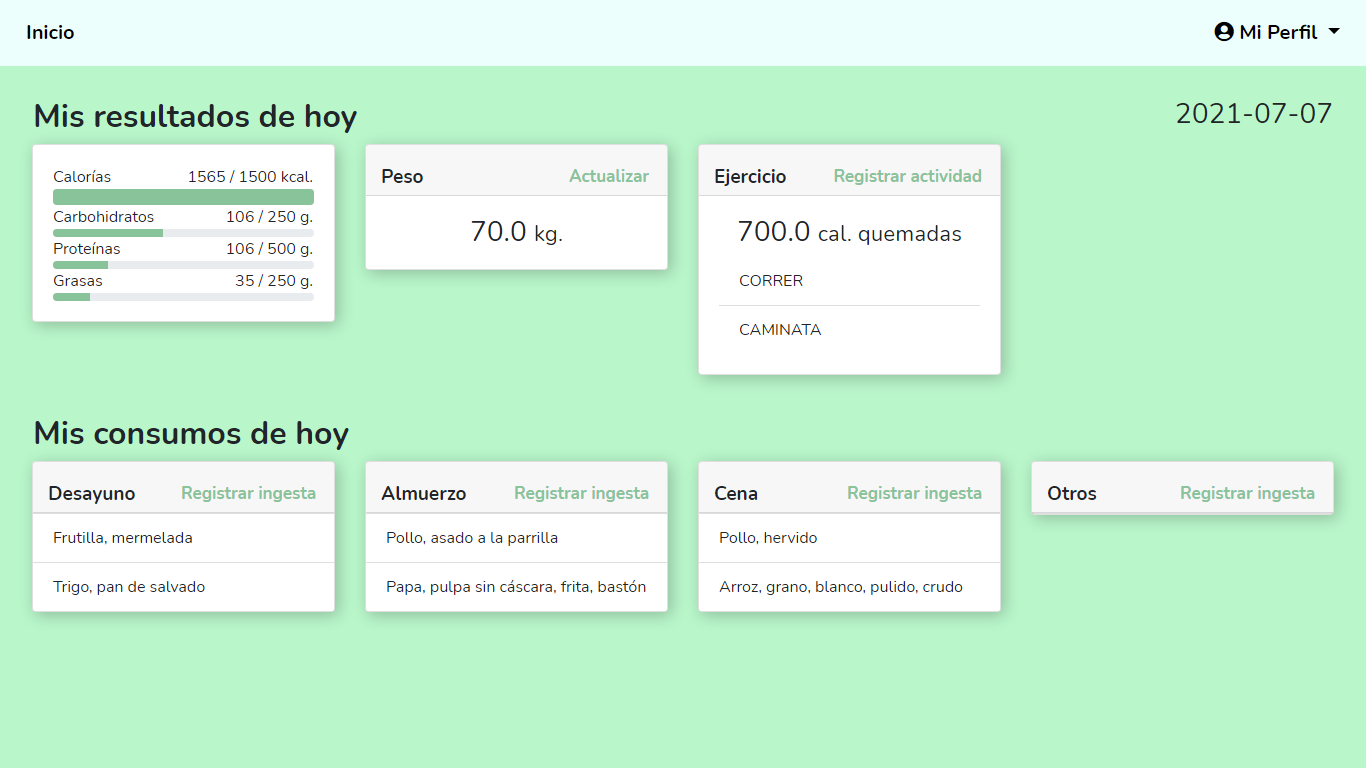 Inicio
Mi Perfil
Mis resultados de hoy
2021-07-07
Calorías 1565 / 1500 kcal.
Carbohidratos 106 / 250 g.
Proteínas 106 / 500 g.
Grasas 35 / 250 g.
Peso Actualizar
70.0 kg.
Ejercicio Registrar actividad
700.0 cal. quemadas
CORRER
CAMINATA
Mis consumos de hoy
Desayuno Registrar ingesta
Frutilla, mermelada
Trigo, pan de salvado
Almuerzo Registrar ingesta
Pollo, asado a la parrilla
Papa, pulpa sin cáscara, frita, bastón
Cena Registrar ingesta
Pollo, hervido
Arroz, grano, blanco, pulido, crudo
Otros Registrar ingesta